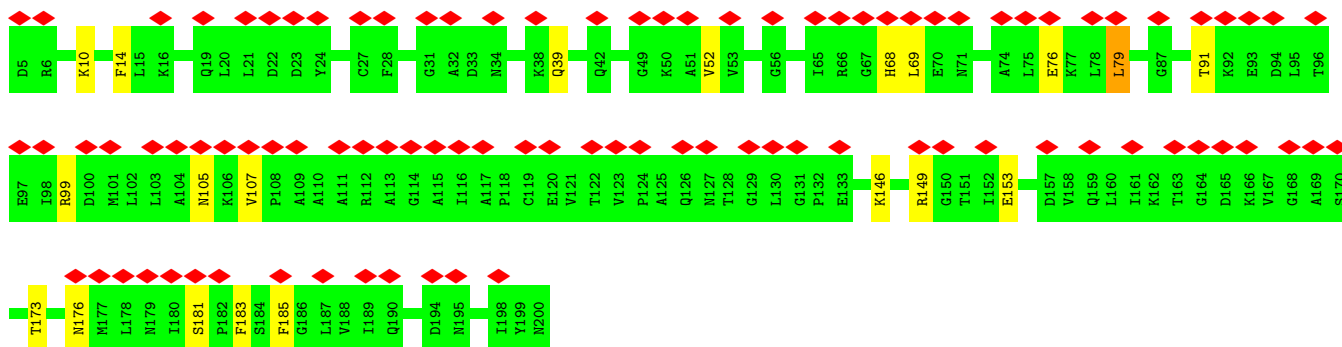 D5 R6 K10 F14 L15 K16 Q19 L20 L21 D22 D23 Y24 C27 F28 G31 A32 D33 N34 K38 Q39 Q42 G49 K50 A51 V52 V53 G56 I65 R66 G67 H68 L69 E70 N71 A74 L75 E76 K77 L78 L79 G87 T91 K92 E93 D94 L95 T96
E97 I98 R99 D100 M101 L102 L103 A104 N105 K106 V107 P108 A109 A110 A111 R112 A113 G114 A115 I116 A117 P118 C119 E120 V121 T122 V123 P124 A125 Q126 N127 T128 G129 L130 G131 P132 E133 K146 R149 G150 T151 I152 E153 D157 V158 Q159 L160 I161 K162 T163 G164 D165 K166 V167 G168 A169 S170
T173 N176 M177 L178 N179 I180 S181 P182 F183 S184 F185 G186 L187 V188 I189 Q190 D194 N195 I198 Y199 N200